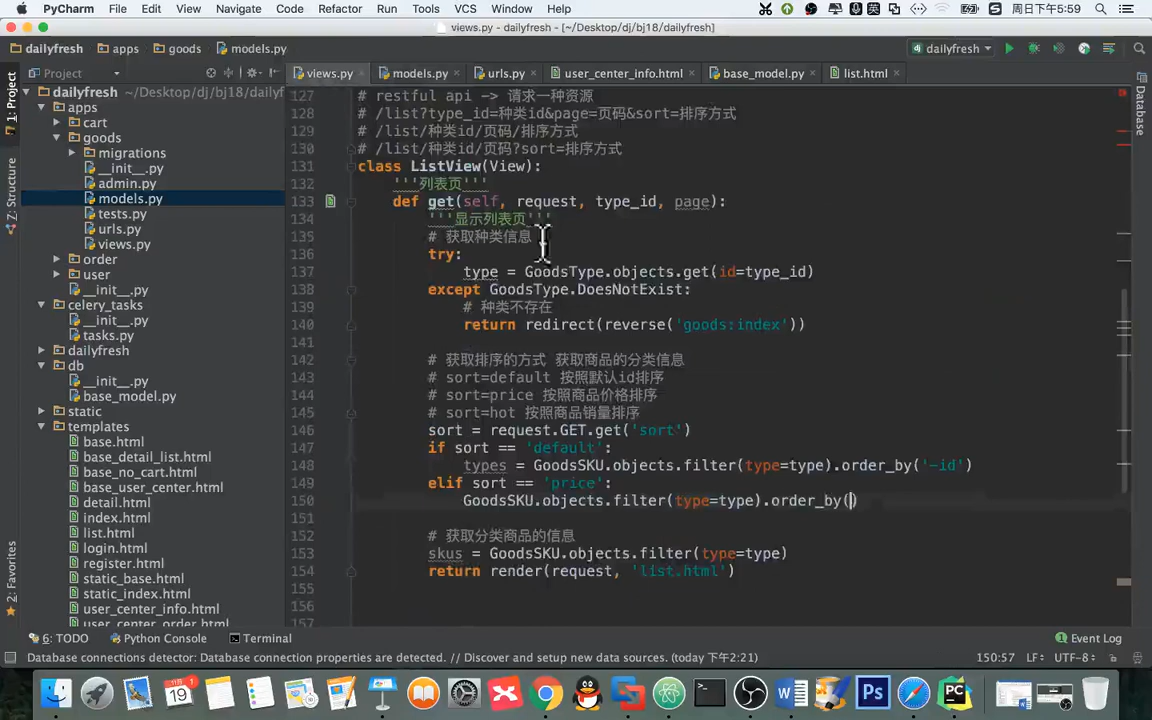 PyCharm File Edit View Navigate Code Refactor Run Tools VCS Window Help 周日下午5:59
views.py - dailyfresh - [~/Desktop/dj/bj18/dailyfresh]
dailyfresh apps goods models.py dailyfresh
Project views.py models.py urls.py user_center_info.html base_model.py list.html
1: Project
Z: Structure
2: Favorites
Database
dailyfresh ~/Desktop/dj/bj18/dailyf
apps
cart
goods
migrations
__init__.py
admin.py
models.py
tests.py
urls.py
views.py
order
user
__init__.py
celery_tasks
__init__.py
tasks.py
dailyfresh
db
__init__.py
base_model.py
static
templates
base.html
base_detail_list.html
base_no_cart.html
base_user_center.html
detail.html
index.html
list.html
login.html
register.html
static_base.html
static_index.html
user_center_info.html
user_center_order.html
127 # restful api -> 请求一种资源
128 # /list?type_id=种类id&page=页码&sort=排序方式
129 # /list/种类id/页码/排序方式
130 # /list/种类id/页码?sort=排序方式
131 class ListView(View):
132 '''列表页'''
133 def get(self, request, type_id, page):
134 '''显示列表页'''
135 # 获取种类信息
136 try:
137 type = GoodsType.objects.get(id=type_id)
138 except GoodsType.DoesNotExist:
139 # 种类不存在
140 return redirect(reverse('goods:index'))
141
142 # 获取排序的方式 获取商品的分类信息
143 # sort=default 按照默认id排序
144 # sort=price 按照商品价格排序
145 # sort=hot 按照商品销量排序
146 sort = request.GET.get('sort')
147 if sort == 'default':
148 types = GoodsSKU.objects.filter(type=type).order_by('-id')
149 elif sort == 'price':
150 GoodsSKU.objects.filter(type=type).order_by()
151
152 # 获取分类商品的信息
153 skus = GoodsSKU.objects.filter(type=type)
154 return render(request, 'list.html')
155
156
157
6: TODO Python Console Terminal 1 Event Log
Database connections detector: Database connection properties are detected. // Discover and setup new data sources. (today 下午2:21) 150:57 LF÷ UTF-8÷
19